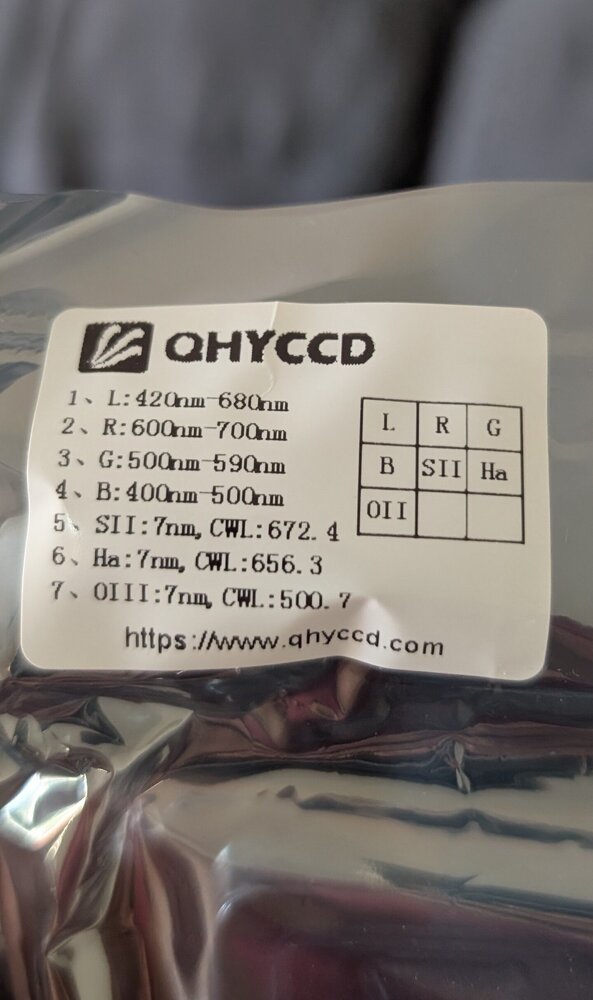 QHYCCD
1、L:420nm-680nm
2、R:600nm-700nm
3、G:500nm-590nm
4、B:400nm-500nm
5、SII:7nm, CWL:672.4
6、Ha:7nm, CWL:656.3
7、OIII:7nm, CWL:500.7
L R G
B SII Ha
OII
https://www.qhyccd.com